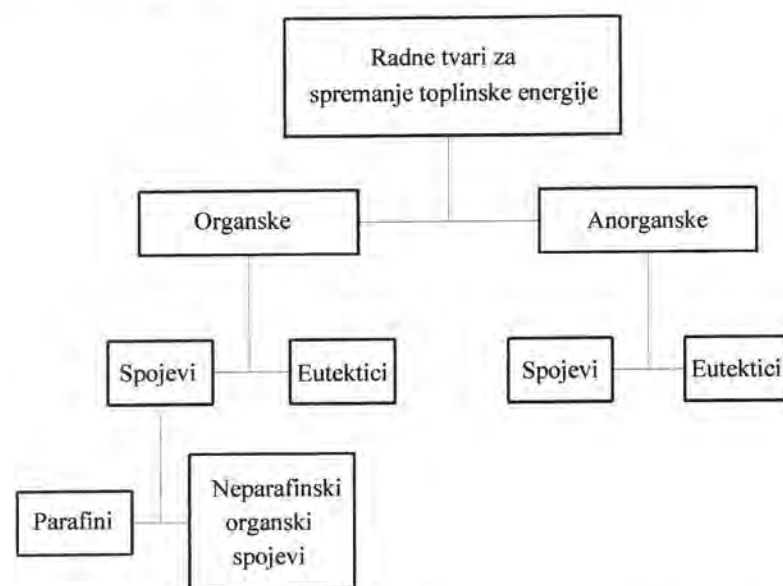 Radne tvari za
spremanje toplinske energije
Organske
Anorganske
Spojevi
Eutektici
Spojevi
Eutektici
Parafini
Neparafinski
organski
spojevi